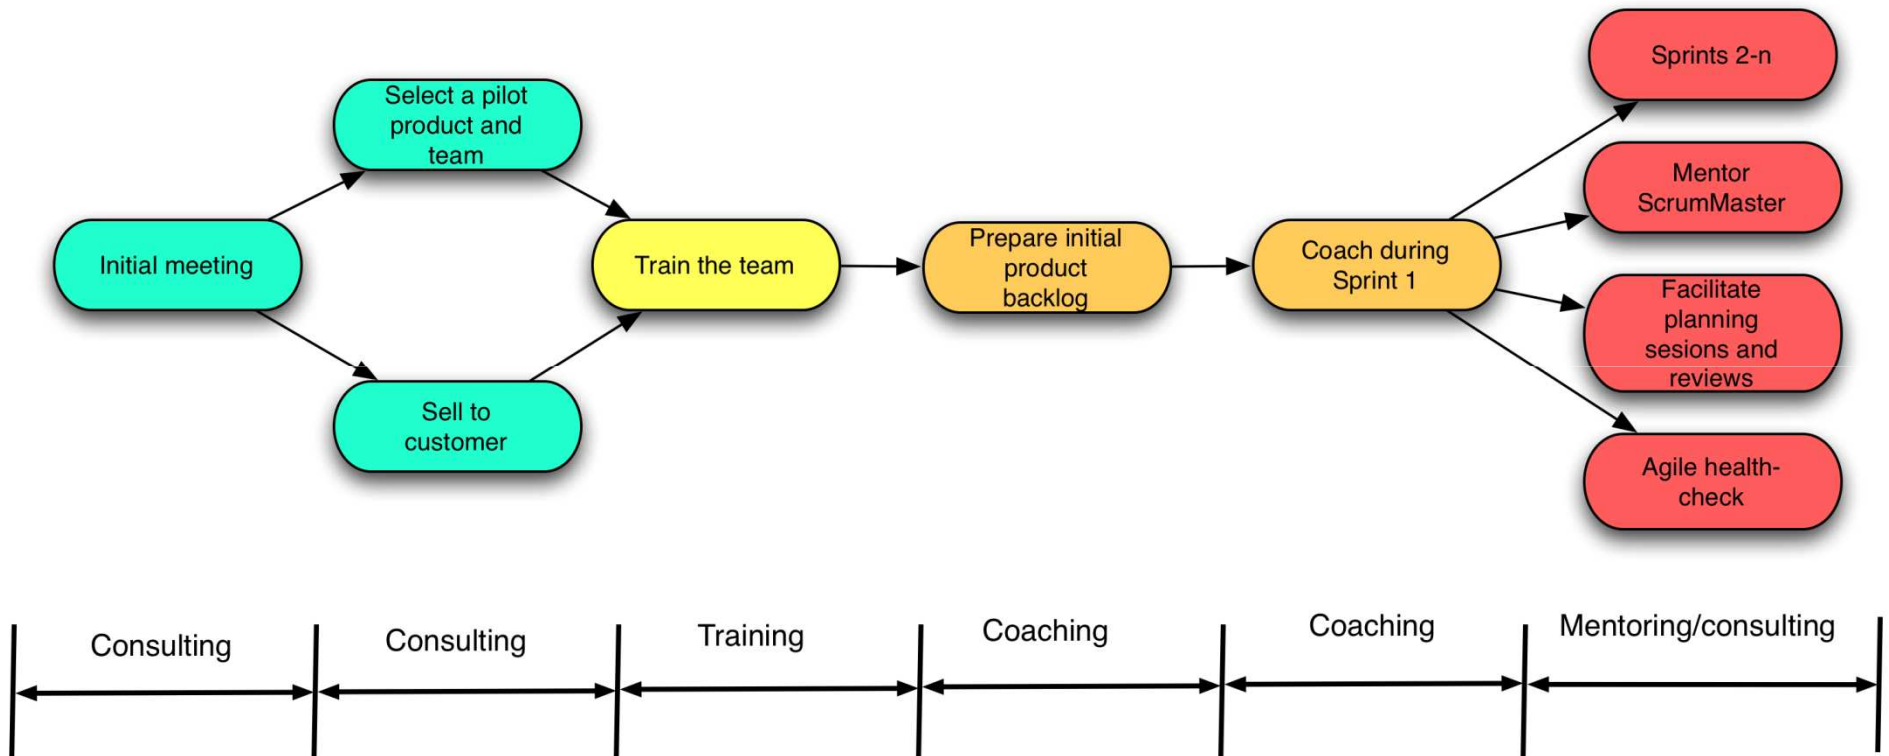 Initial meeting
Select a pilot
product and
team
Sell to
customer
Train the team
Prepare initial
product
backlog
Coach during
Sprint 1
Sprints 2-n
Mentor
ScrumMaster
Facilitate
planning
sesions and
reviews
Agile health-
check
Consulting
Consulting
Training
Coaching
Coaching
Mentoring/consulting